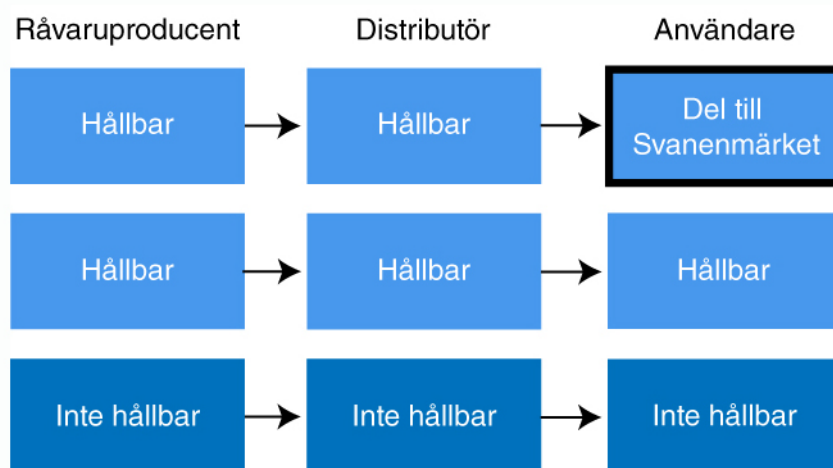 Råvaruproducent
Distributör
Användare
Hållbar
Hållbar
Del till
Svanenmärket
Hållbar
Hållbar
Hållbar
Inte hållbar
Inte hållbar
Inte hållbar